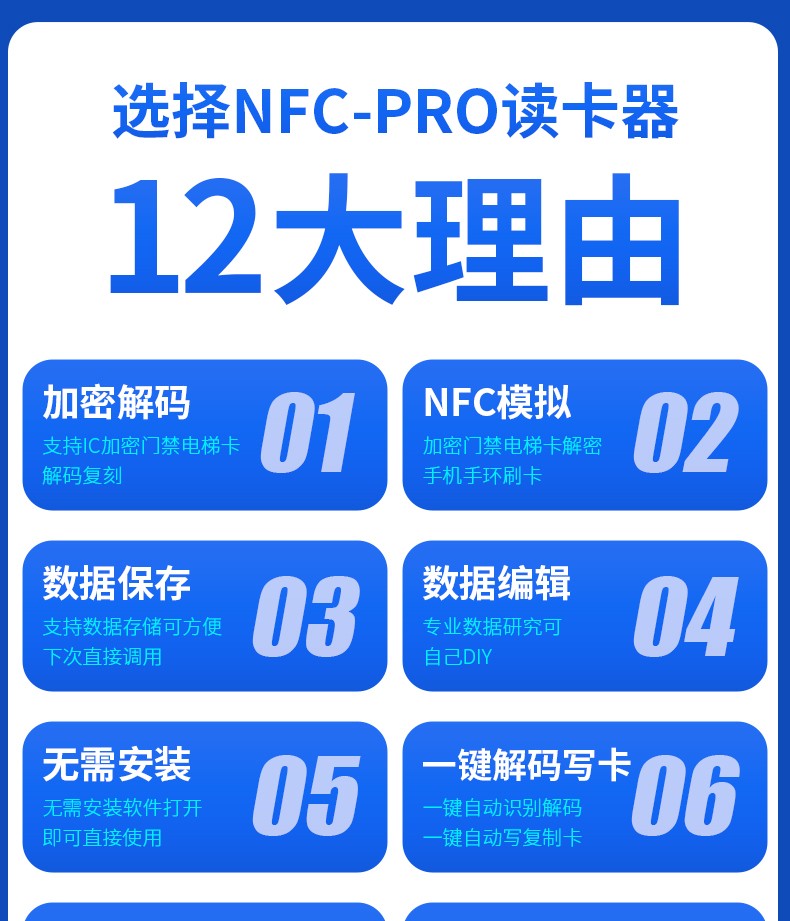 选择NFC-PRO读卡器
12大理由
加密解码
支持IC加密门禁电梯卡
解码复刻
01
NFC模拟
加密门禁电梯卡解密
手机手环刷卡
02
数据保存
支持数据存储可方便
下次直接调用
03
数据编辑
专业数据研究可
自己DIY
04
无需安装
无需安装软件打开
即可直接使用
05
一键解码写卡
一键自动识别解码
一键自动写复制卡
06